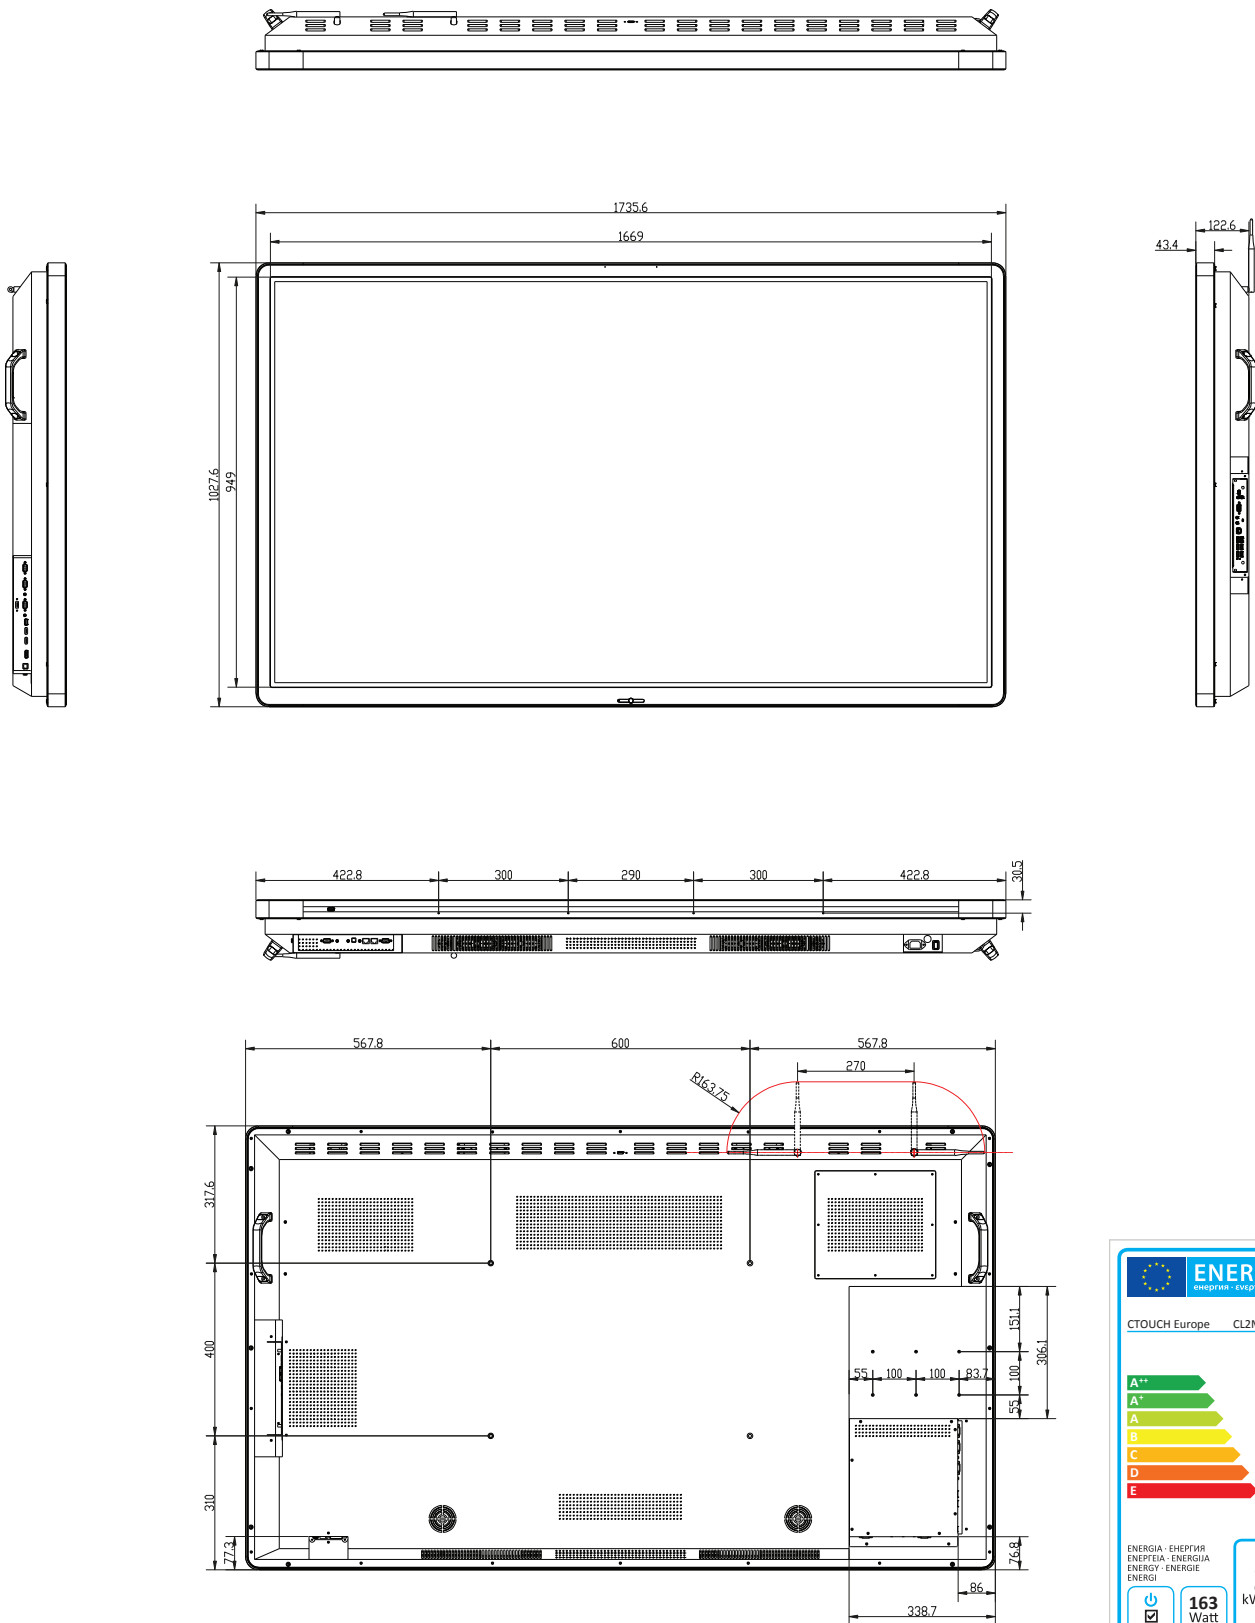 1735.6
1669
122.6
43.4
1027.6
949
422.8
300
290
300
422.8
30.5
567.8
600
567.8
270
R163.75
317.6
400
310
77.3
151.1
306.1
100
55
55
100
100
83.7
76.8
86
338.7
ENER
енергия · ενερ
CTOUCH Europe CL2
A++
A+
A
B
C
D
E
ENERGIA · ЕНЕРГИЯ
ΕΝΕΡΓΕΙΑ · ENERGIJA
ENERGY · ENERGIE
ENERGI
163
Watt